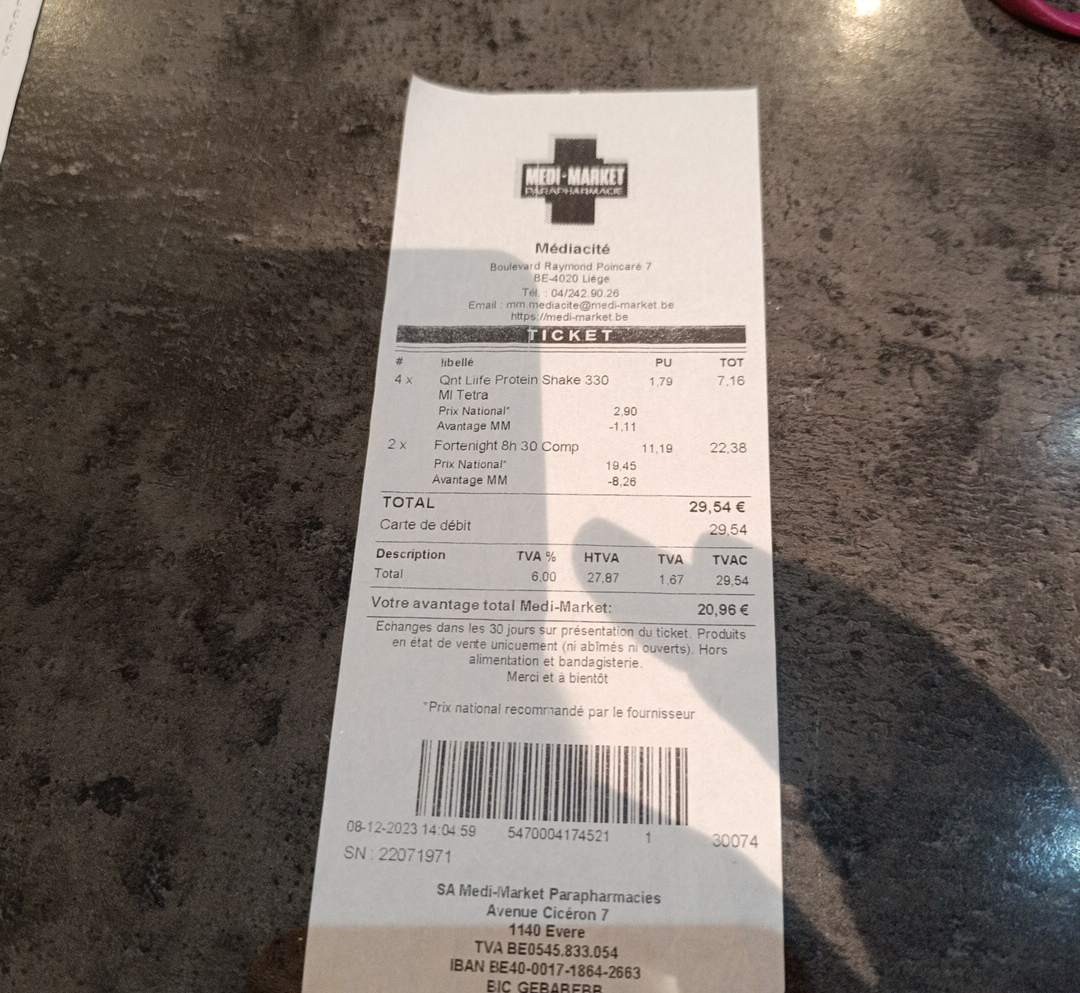 MEDI-MARKET
PARAPHARMACIE
Médiacité
Boulevard Raymond Poincaré 7
BE-4020 Liège
Tél. : 04/242.90.26
Email : mm.mediacite@medi-market.be
https://medi-market.be
TICKET
# libellé PU TOT
4 x Qnt Liife Protein Shake 330 1,79 7,16
Ml Tetra
Prix National* 2,90
Avantage MM -1,11
2 x Fortenight 8h 30 Comp 11,19 22,38
Prix National* 19,45
Avantage MM -8,26
TOTAL 29,54 €
Carte de débit 29,54
Description TVA % HTVA TVA TVAC
Total 6,00 27,87 1,67 29,54
Votre avantage total Medi-Market: 20,96 €
Echanges dans les 30 jours sur présentation du ticket. Produits
en état de vente uniquement (ni abîmés ni ouverts). Hors
alimentation et bandagisterie.
Merci et à bientôt
*Prix national recommandé par le fournisseur
08-12-2023 14:04:59 5470004174521 1 30074
SN : 22071971
SA Medi-Market Parapharmacies
Avenue Cicéron 7
1140 Evere
TVA BE0545.833.054
IBAN BE40-0017-1864-2663
BIC GEBABEBB